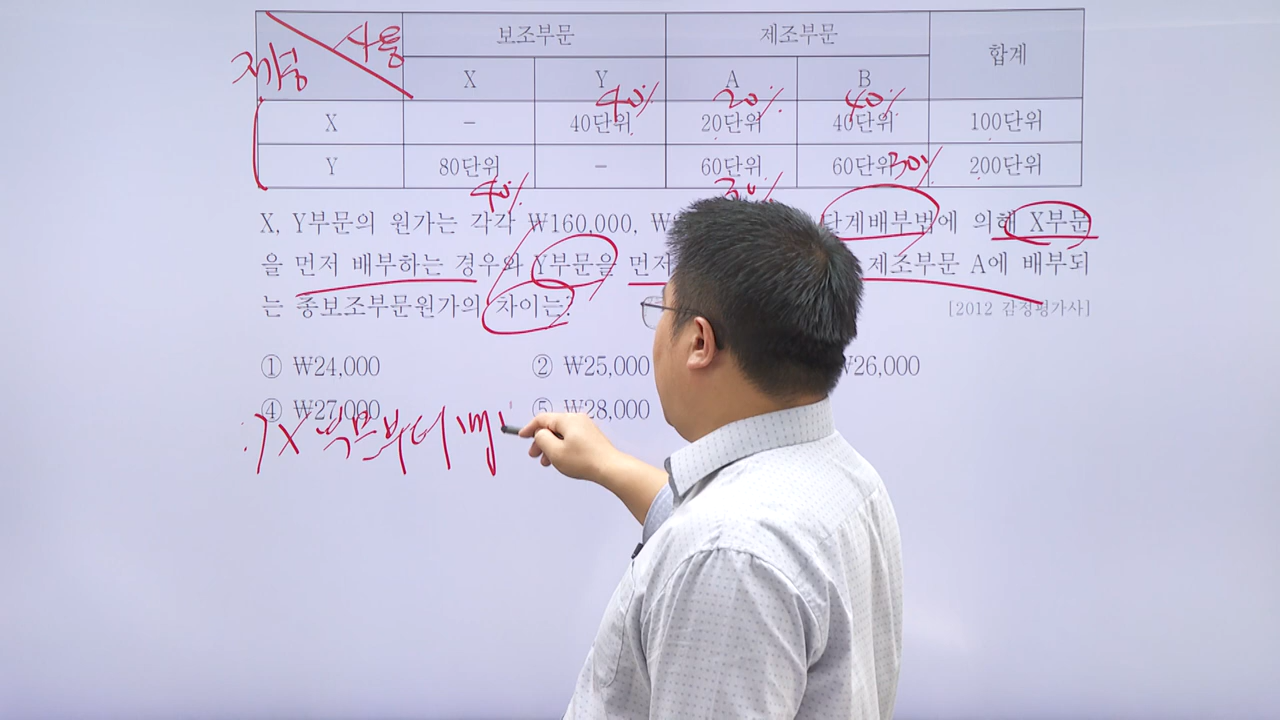 제공 사용 보조부문 제조부문 합계
X Y A B
40% 20% 40%
X - 40단위 20단위 40단위 100단위
Y 80단위 - 60단위 60단위 200단위
40% 30% 30%
X, Y부문의 원가는 각각 ₩160,000, ₩ 단계배부법에 의해 X부문
을 먼저 배부하는 경우와 Y부문을 먼저 제조부문 A에 배부되
는 총보조부문원가의 차이는?
[2012 감정평가사]
① ₩24,000 ② ₩25,000 ₩26,000
④ ₩27,000 ⑤ ₩28,000
X 부문부터